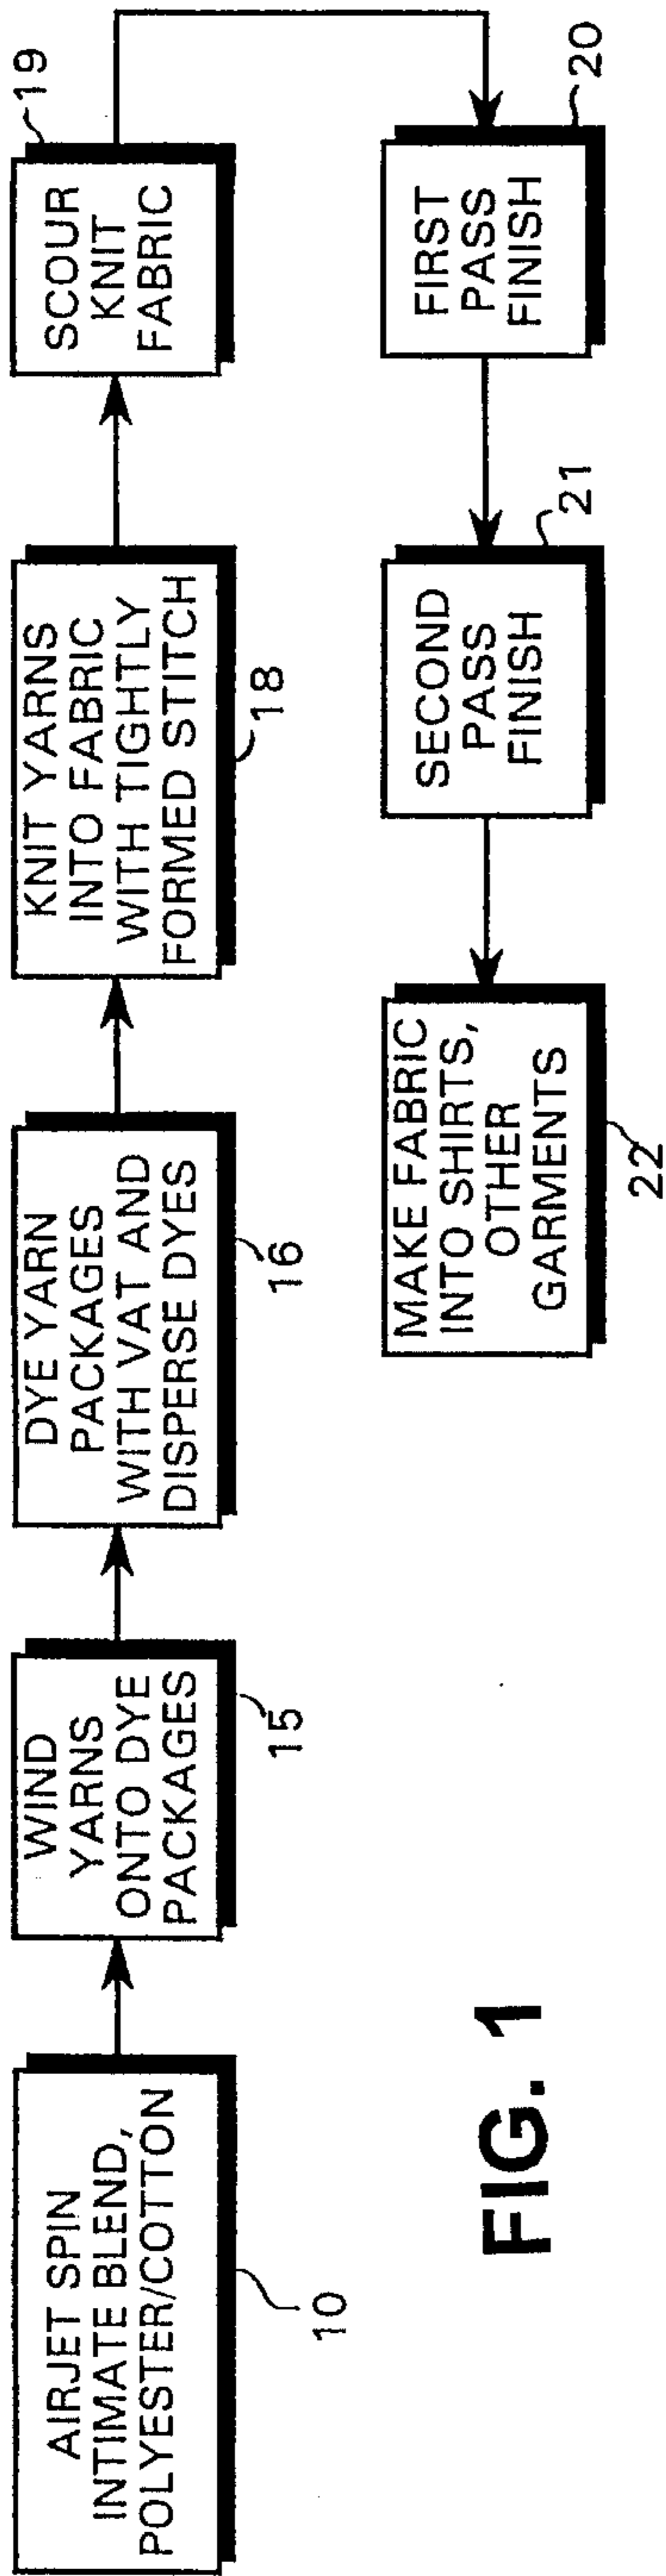 AIRJET SPIN
INTIMATE BLEND,
POLYESTER/COTTON
10
WIND
YARNS
ONTO DYE
PACKAGES
15
DYE YARN
PACKAGES
WITH VAT AND
DISPERSE DYES
16
KNIT YARNS
INTO FABRIC
WITH TIGHTLY
FORMED STITCH
18
SCOUR
KNIT
FABRIC
19
FIRST
PASS
FINISH
20
SECOND
PASS
FINISH
21
MAKE FABRIC
INTO SHIRTS,
OTHER
GARMENTS
22
FIG. 1